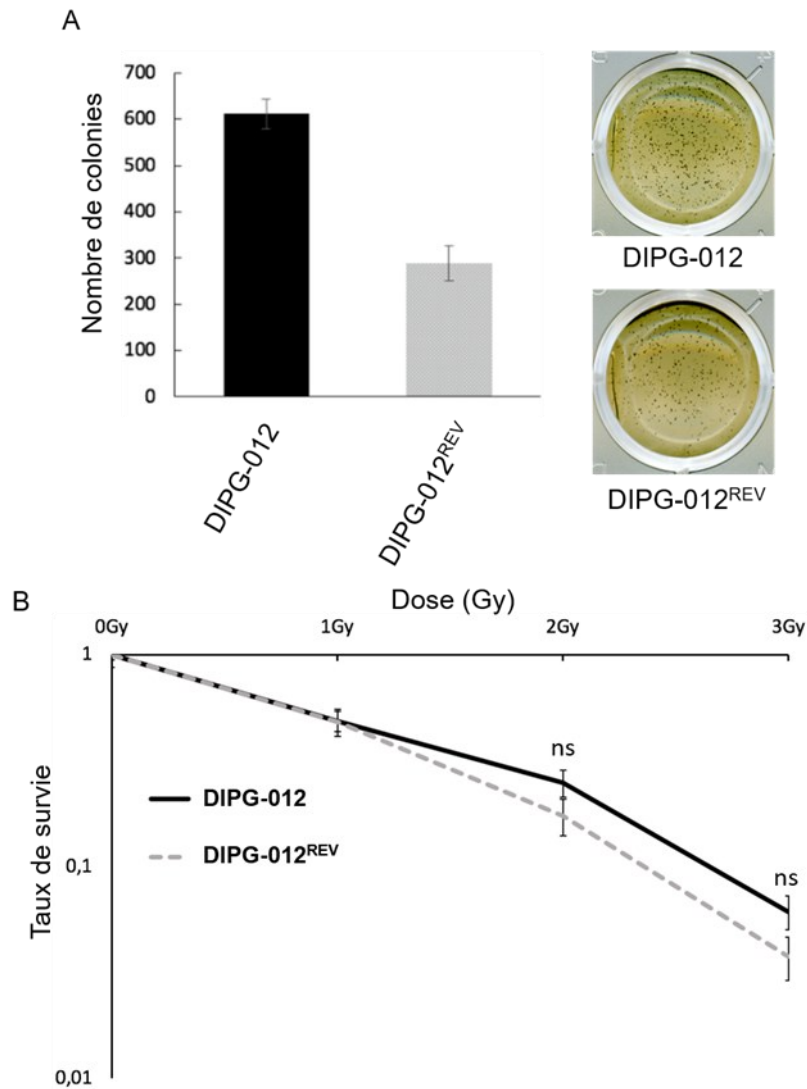 A
Nombre de colonies
700
600
500
400
300
200
100
0
DIPG-012
DIPG-012REV
DIPG-012
DIPG-012REV
B
Dose (Gy)
0Gy
1Gy
2Gy
3Gy
Taux de survie
1
0,1
0,01
ns
ns
DIPG-012
DIPG-012REV